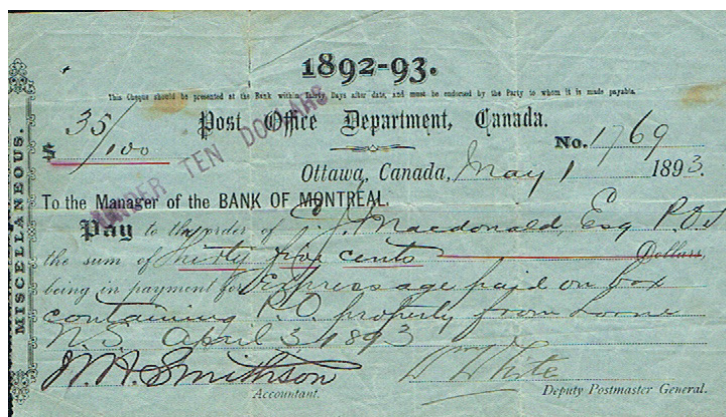 1892-93.
This Cheque should be presented at the Bank within Thirty Days after date, and must be endorsed by the Party to whom it is made payable.
$ 35/100
UNDER TEN DOLLARS
Post Office Department, Canada.
No. 1769
Ottawa, Canada, May 1 1893.
To the Manager of the BANK OF MONTREAL.
Pay to the order of J. Macdonald, Esq P.O.
the sum of thirty five cents Dollars,
being in payment for Expressage paid on box
containing P.O. property from Lorne
N.S. April 3 1893
W.H. Smithson
Accountant.
Wm White
Deputy Postmaster General.
MISCELLANEOUS.